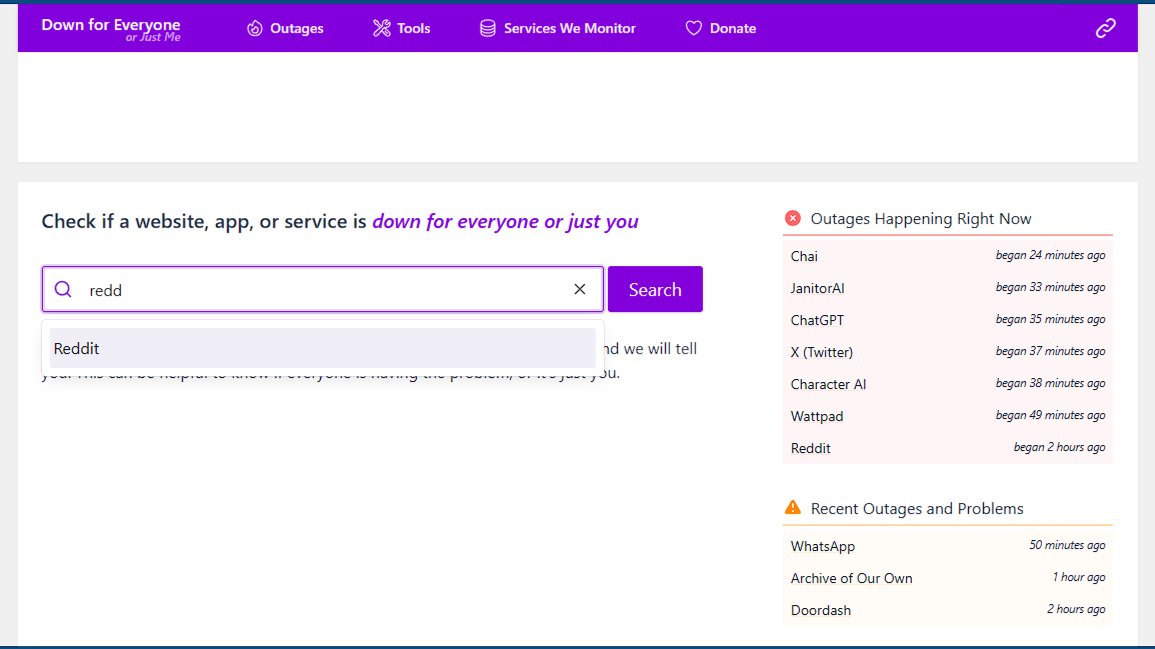 Down for Everyone
or Just Me
Outages
Tools
Services We Monitor
Donate
Check if a website, app, or service is down for everyone or just you
redd
Search
Reddit
nd we will tell
you. This can be helpful to know if everyone is having the problem, or it's just you.
Outages Happening Right Now
Chai began 24 minutes ago
JanitorAI began 33 minutes ago
ChatGPT began 35 minutes ago
X (Twitter) began 37 minutes ago
Character AI began 38 minutes ago
Wattpad began 49 minutes ago
Reddit began 2 hours ago
Recent Outages and Problems
WhatsApp 50 minutes ago
Archive of Our Own 1 hour ago
Doordash 2 hours ago